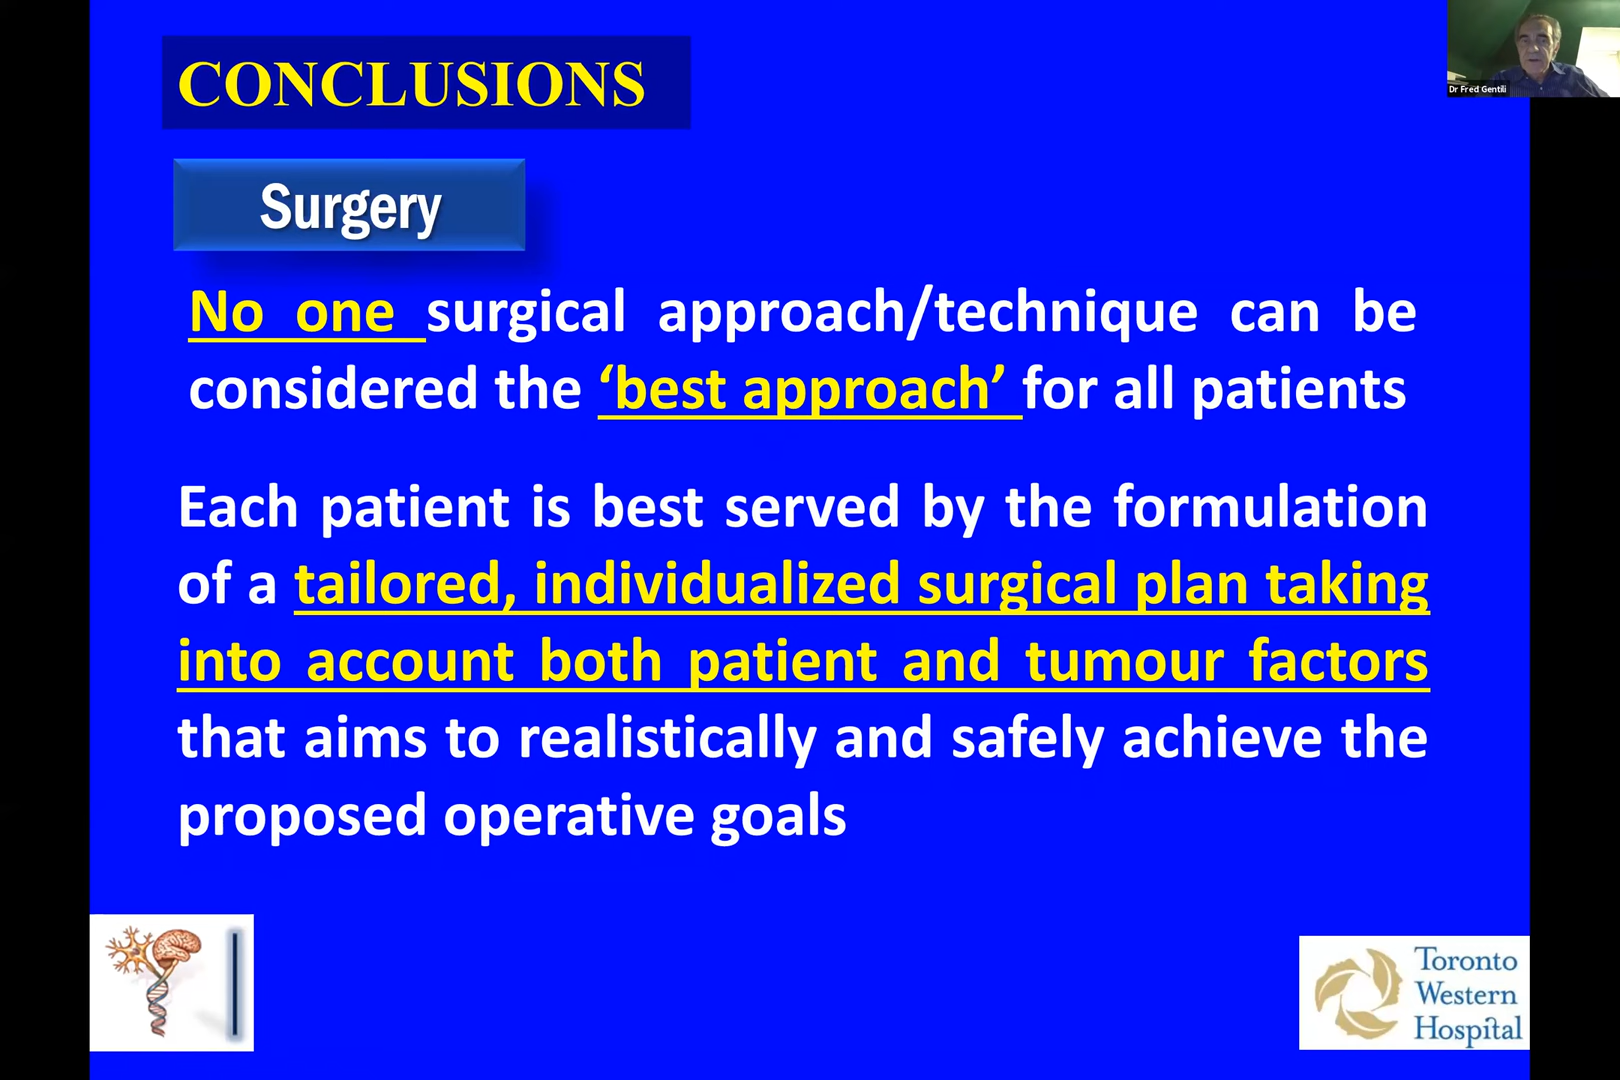 CONCLUSIONS
Dr Fred Gentili
Surgery
No one surgical approach/technique can be
considered the ‘best approach’ for all patients
Each patient is best served by the formulation
of a tailored, individualized surgical plan taking
into account both patient and tumour factors
that aims to realistically and safely achieve the
proposed operative goals
Toronto
Western
Hospital